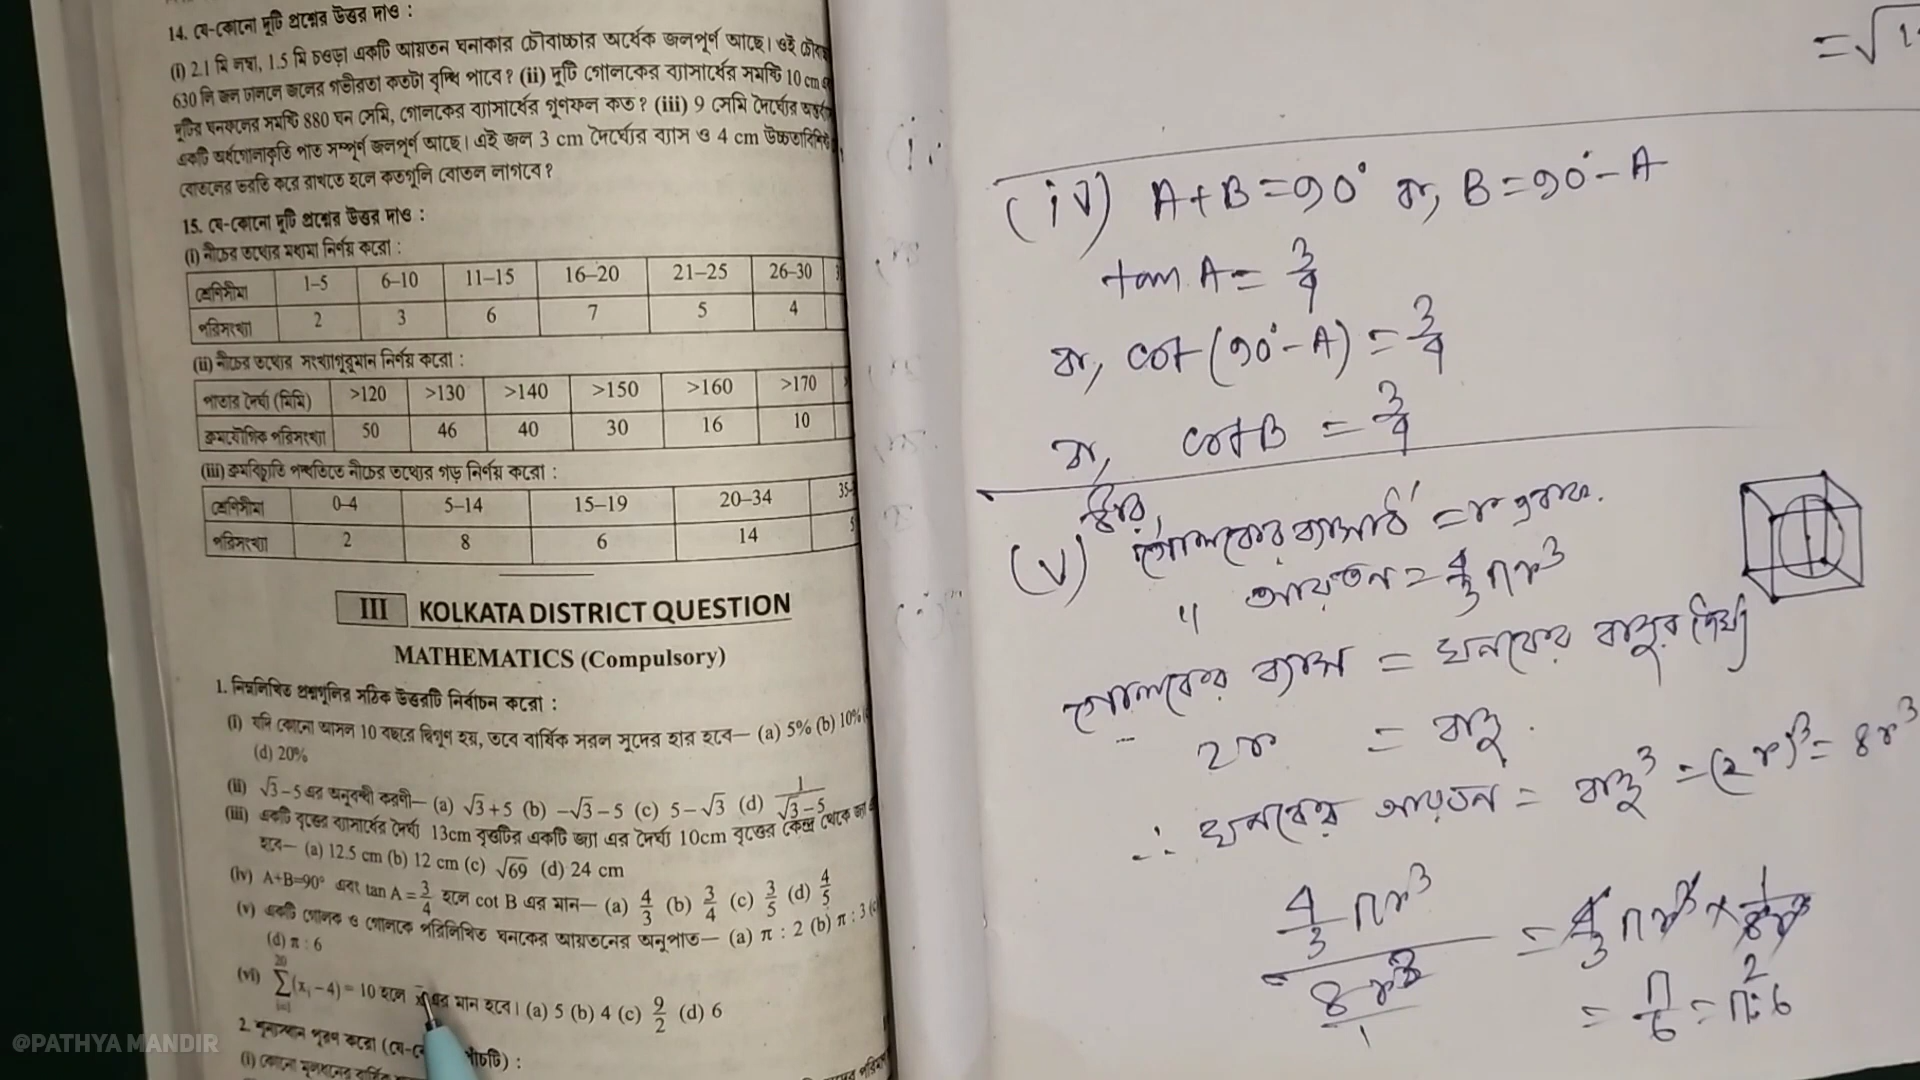 14. যে-কোনো দুটি প্রশ্নের উত্তর দাও :
(i) 2.1 মি লম্বা, 1.5 মি চওড়া একটি আয়তন ঘনাকার চৌবাচ্চার অর্ধেক জলপূর্ণ আছে। ওই
630 লি জল ঢাললে জলের গভীরতা কতটা বৃদ্ধি পাবে? (ii) দুটি গোলকের ব্যাসার্ধের সমষ্টি 10 cm
দুটির ঘনফলের সমষ্টি 880 ঘন সেমি, গোলকের ব্যাসার্ধের গুণফল কত? (iii) 9 সেমি দৈর্ঘ্যের
একটি অর্ধগোলাকৃতি পাত্র সম্পূর্ণ জলপূর্ণ আছে। এই জল 3 cm দৈর্ঘ্যের ব্যাস ও 4 cm উচ্চতাবিশিষ্ট
বোতলের ভরতি করে রাখতে হলে কতগুলি বোতল লাগবে?
15. যে-কোনো দুটি প্রশ্নের উত্তর দাও :
(i) নীচের তথ্যের মধ্যমা নির্ণয় করো :
শ্রেণিসীমা 1–5 6–10 11–15 16–20 21–25 26–30
পরিসংখ্যা 2 3 6 7 5 4
(ii) নীচের তথ্যের সংখ্যাগুরুমান নির্ণয় করো :
পাতার দৈর্ঘ্য (মিমি) >120 >130 >140 >150 >160 >170
ক্রমযৌগিক পরিসংখ্যা 50 46 40 30 16 10
(iii) ক্রমবিচ্যুতি পদ্ধতিতে নীচের তথ্যের গড় নির্ণয় করো :
শ্রেণিসীমা 0–4 5–14 15–19 20–34
পরিসংখ্যা 2 8 6 14
III KOLKATA DISTRICT QUESTION
MATHEMATICS (Compulsory)
1. নিম্নলিখিত প্রশ্নগুলির সঠিক উত্তরটি নির্বাচন করো :
(i) যদি কোনো আসল 10 বছরে দ্বিগুণ হয়, তবে বার্ষিক সরল সুদের হার হবে— (a) 5% (b) 10%
(d) 20%
(ii) √3 – 5 এর অনুবন্ধী করণী— (a) √3 + 5 (b) –√3 – 5 (c) 5 – √3 (d) 1/(√3 – 5)
(iii) একটি বৃত্তের ব্যাসার্ধের দৈর্ঘ্য 13cm বৃত্তটির একটি জ্যা এর দৈর্ঘ্য 10cm বৃত্তের কেন্দ্র থেকে
হবে— (a) 12.5 cm (b) 12 cm (c) √69 (d) 24 cm
(iv) A+B=90° এবং tan A = 3/4 হলে cot B এর মান— (a) 4/3 (b) 3/4 (c) 3/5 (d) 4/5
(v) একটি গোলক ও গোলকে পরিলিখিত ঘনকের আয়তনের অনুপাত— (a) π : 2 (b) π : 3
(d) π : 6
(vi) 20 ∑ i=1 (xᵢ – 4) = 10 হলে x̄ এর মান হবে। (a) 5 (b) 4 (c) 9/2 (d) 6
2. শূন্যস্থান পূরণ করো
@PATHYA MANDIR
(iv) A+B=90° বা, B=90°–A
tan A = 3/4
বা, cot(90°–A) = 3/4
বা, cot B = 3/4
(v) ধরি, গোলকের ব্যাসার্ধ = r একক.
" আয়তন = 4/3 πr³
গোলকের ব্যাস = ঘনকের বাহুর দৈর্ঘ্য
2r = বাহু.
∴ ঘনকের আয়তন = বাহু³ = (2r)³ = 8r³
4/3 πr³ / 8r³/1 = 4/3 πr³ × 1/8r³
2
= π/6 = π:6